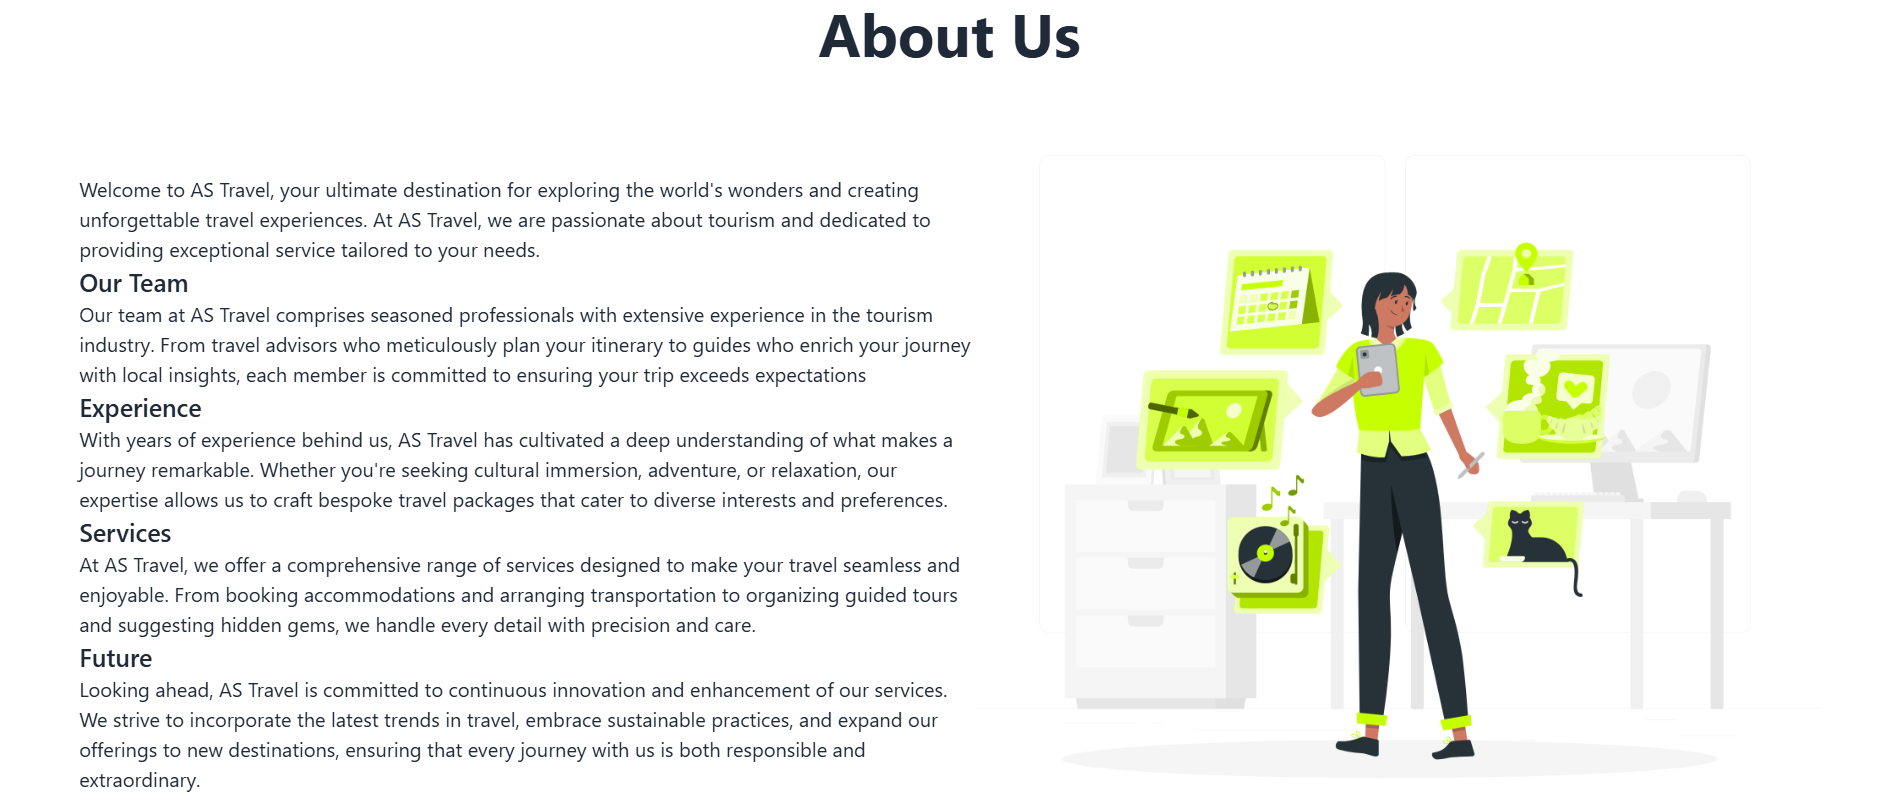 About Us
Welcome to AS Travel, your ultimate destination for exploring the world's wonders and creating
unforgettable travel experiences. At AS Travel, we are passionate about tourism and dedicated to
providing exceptional service tailored to your needs.
Our Team
Our team at AS Travel comprises seasoned professionals with extensive experience in the tourism
industry. From travel advisors who meticulously plan your itinerary to guides who enrich your journey
with local insights, each member is committed to ensuring your trip exceeds expectations
Experience
With years of experience behind us, AS Travel has cultivated a deep understanding of what makes a
journey remarkable. Whether you're seeking cultural immersion, adventure, or relaxation, our
expertise allows us to craft bespoke travel packages that cater to diverse interests and preferences.
Services
At AS Travel, we offer a comprehensive range of services designed to make your travel seamless and
enjoyable. From booking accommodations and arranging transportation to organizing guided tours
and suggesting hidden gems, we handle every detail with precision and care.
Future
Looking ahead, AS Travel is committed to continuous innovation and enhancement of our services.
We strive to incorporate the latest trends in travel, embrace sustainable practices, and expand our
offerings to new destinations, ensuring that every journey with us is both responsible and
extraordinary.